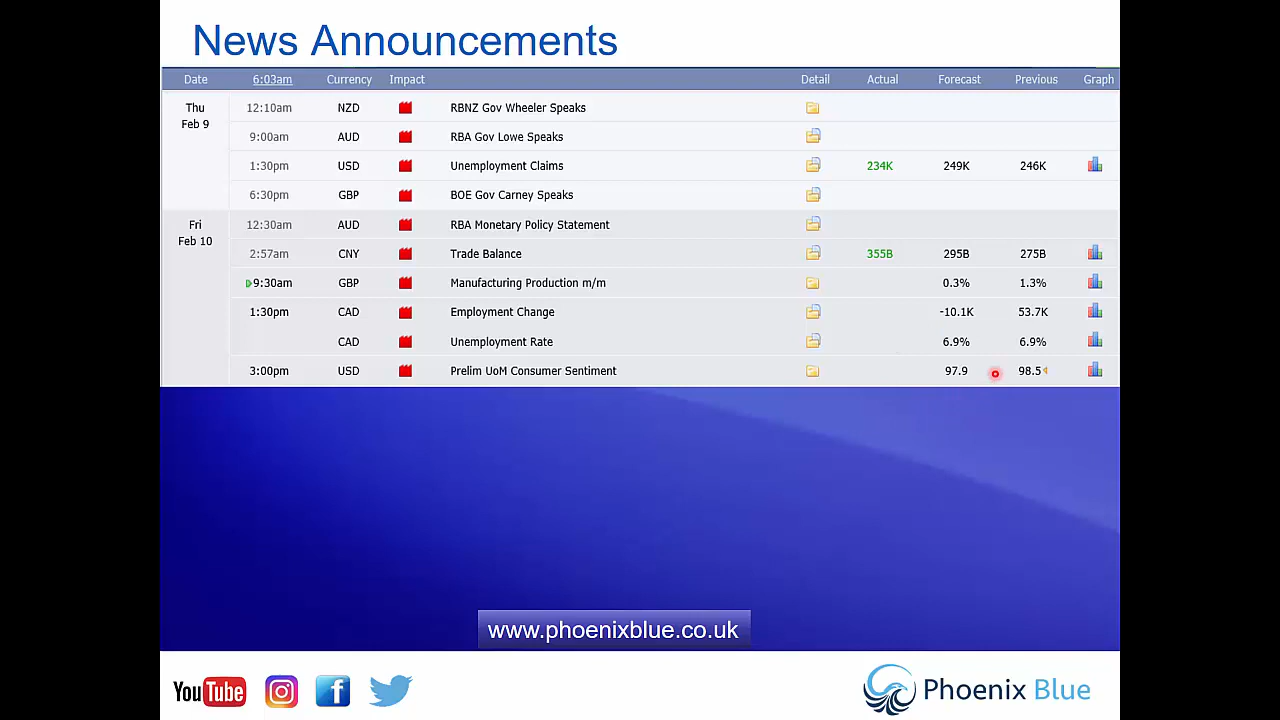 News Announcements
Date 6:03am Currency Impact Detail Actual Forecast Previous Graph
Thu Feb 9 12:10am NZD RBNZ Gov Wheeler Speaks
9:00am AUD RBA Gov Lowe Speaks
1:30pm USD Unemployment Claims 234K 249K 246K
6:30pm GBP BOE Gov Carney Speaks
Fri Feb 10 12:30am AUD RBA Monetary Policy Statement
2:57am CNY Trade Balance 355B 295B 275B
9:30am GBP Manufacturing Production m/m 0.3% 1.3%
1:30pm CAD Employment Change -10.1K 53.7K
CAD Unemployment Rate 6.9% 6.9%
3:00pm USD Prelim UoM Consumer Sentiment 97.9 98.5
www.phoenixblue.co.uk
YouTube f Phoenix Blue